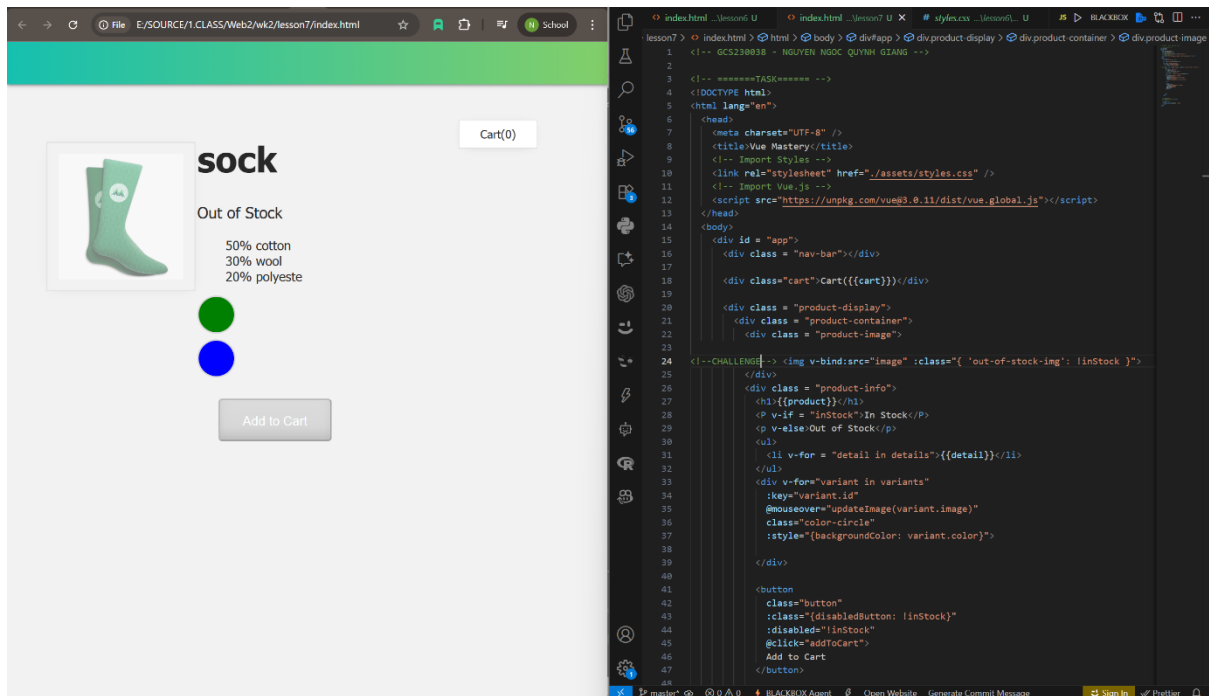 File E:/SOURCE/1.CLASS/Web2/wk2/lesson7/index.html
N School
Cart(0)
sock
Out of Stock
50% cotton
30% wool
20% polyeste
Add to Cart
index.html ...\lesson6 U
index.html ...\lesson7 U
# styles.css ...\lesson6\... U
JS
BLACKBOX
lesson7 > index.html > html > body > div#app > div.product-display > div.product-container > div.product-image
1 <!-- GCS230038 - NGUYEN NGOC QUYNH GIANG -->
2
3 <!-- =======TASK====== -->
4 <!DOCTYPE html>
5 <html lang="en">
6 <head>
7 <meta charset="UTF-8" />
8 <title>Vue Mastery</title>
9 <!-- Import Styles -->
10 <link rel="stylesheet" href="./assets/styles.css" />
11 <!-- Import Vue.js -->
12 <script src="https://unpkg.com/vue@3.0.11/dist/vue.global.js"></script>
13 </head>
14 <body>
15 <div id = "app">
16 <div class = "nav-bar"></div>
17
18 <div class="cart">Cart({{cart}})</div>
19
20 <div class = "product-display">
21 <div class = "product-container">
22 <div class = "product-image">
23
24 <!--CHALLENGE--> <img v-bind:src="image" :class="{ 'out-of-stock-img': !inStock }">
25 </div>
26 <div class = "product-info">
27 <h1>{{product}}</h1>
28 <P v-if = "inStock">In Stock</P>
29 <p v-else>Out of Stock</p>
30 <ul>
31 <li v-for = "detail in details">{{detail}}</li>
32 </ul>
33 <div v-for="variant in variants"
34 :key="variant.id"
35 @mouseover="updateImage(variant.image)"
36 class="color-circle"
37 :style="{backgroundColor: variant.color}">
38
39 </div>
40
41 <button
42 class="button"
43 :class="{disabledButton: !inStock}"
44 :disabled="!inStock"
45 @click="addToCart">
46 Add to Cart
47 </button>
48
56
3
1
master* 0 0 BLACKBOX Agent Open Website Generate Commit Message Sign In Prettier